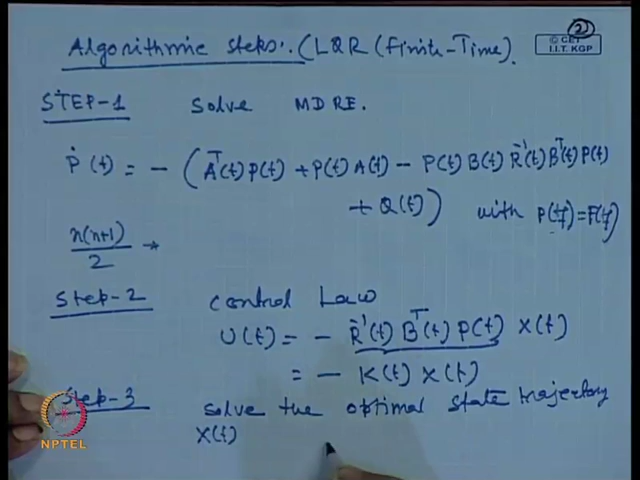 ②
© CET
I.I.T. KGP
Algorithmic steps:. (LQR (Finite-Time).
STEP-1 Solve MDRE.
Ṗ(t) = - (Aᵀ(t)P(t) + P(t)A(t) - P(t)B(t)R⁻¹(t)Bᵀ(t)P(t)
+ Q(t)) with P(tf)=F(tf)
n(n+1)/2 →
Step-2 control Law
U(t) = - R⁻¹(t) Bᵀ(t) P(t) X(t)
= - K(t) X(t)
Step-3 solve the optimal state trajectory
X(t)
NPTEL